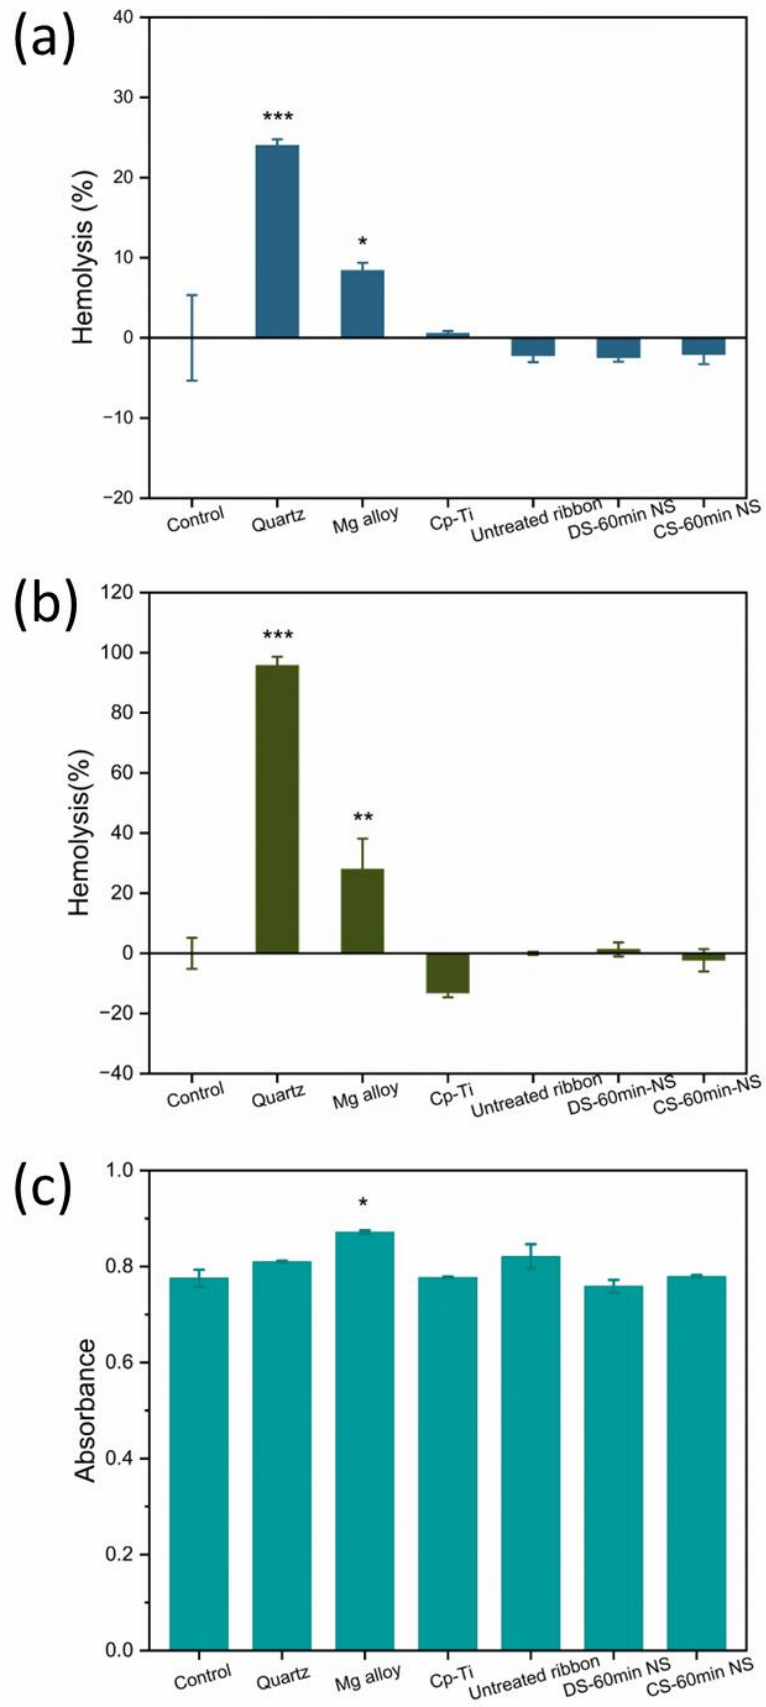 (a)
Hemolysis (%)
40
30
20
10
0
−10
−20
***
*
Control
Quartz
Mg alloy
Cp-Ti
Untreated ribbon
DS-60min NS
CS-60min NS
(b)
Hemolysis(%)
120
100
80
60
40
20
0
−20
−40
***
**
Control
Quartz
Mg alloy
Cp-Ti
Untreated ribbon
DS-60min-NS
CS-60min-NS
(c)
Absorbance
1.0
0.8
0.6
0.4
0.2
0.0
*
Control
Quartz
Mg alloy
Cp-Ti
Untreated ribbon
DS-60min NS
CS-60min NS